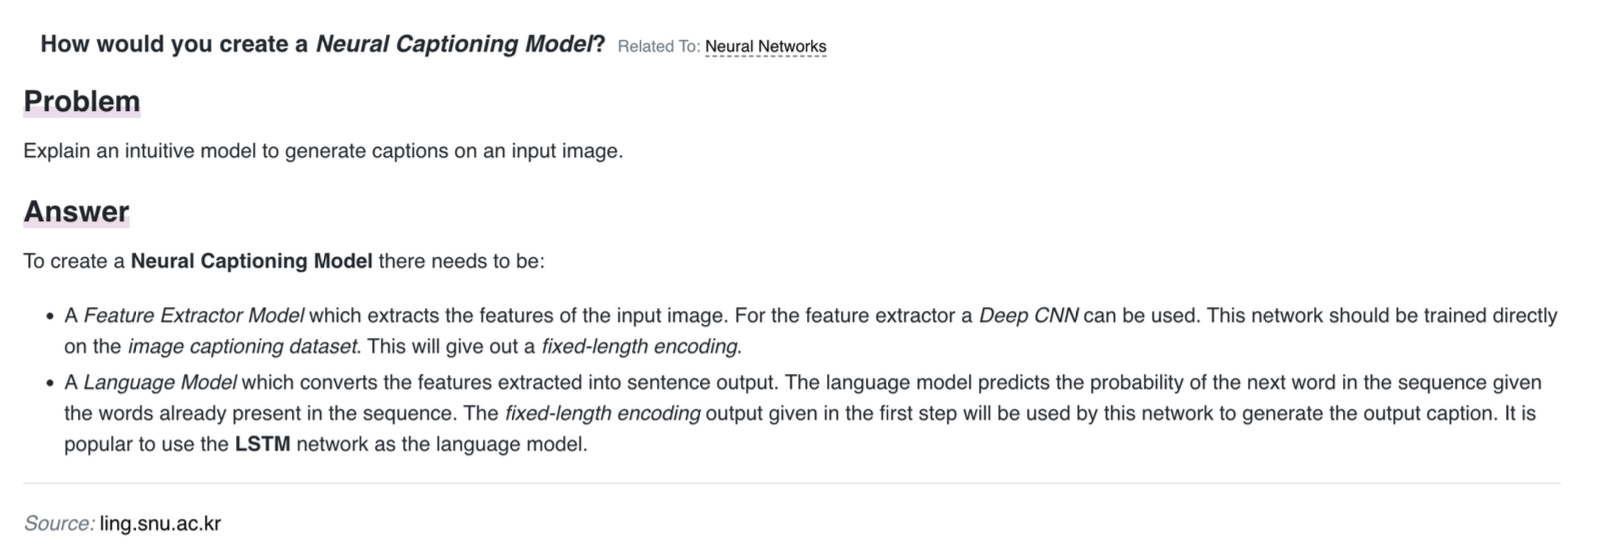 How would you create a Neural Captioning Model? Related To: Neural Networks
Problem
Explain an intuitive model to generate captions on an input image.
Answer
To create a Neural Captioning Model there needs to be:
• A Feature Extractor Model which extracts the features of the input image. For the feature extractor a Deep CNN can be used. This network should be trained directly
on the image captioning dataset. This will give out a fixed-length encoding.
• A Language Model which converts the features extracted into sentence output. The language model predicts the probability of the next word in the sequence given
the words already present in the sequence. The fixed-length encoding output given in the first step will be used by this network to generate the output caption. It is
popular to use the LSTM network as the language model.
Source: ling.snu.ac.kr